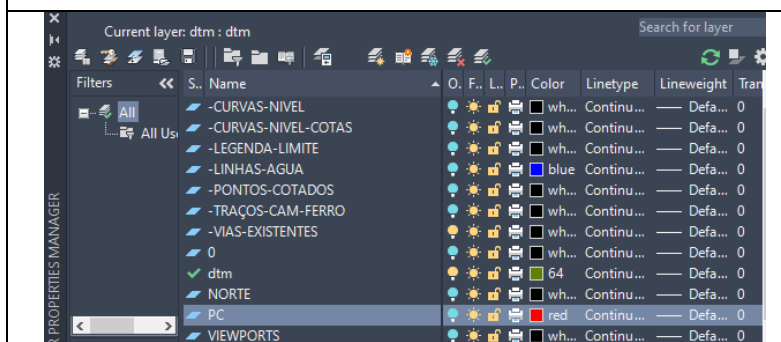 Current layer: dtm : dtm
Search for layer
Filters
S.. Name O. F.. L.. P.. Color Linetype Lineweight Tran
All
All Us
-CURVAS-NIVEL wh... Continu... Defa... 0
-CURVAS-NIVEL-COTAS wh... Continu... Defa... 0
-LEGENDA-LIMITE wh... Continu... Defa... 0
-LINHAS-AGUA blue Continu... Defa... 0
-PONTOS-COTADOS wh... Continu... Defa... 0
-TRAÇOS-CAM-FERRO wh... Continu... Defa... 0
-VIAS-EXISTENTES wh... Continu... Defa... 0
0 wh... Continu... Defa... 0
dtm 64 Continu... Defa... 0
NORTE wh... Continu... Defa... 0
PC red Continu... Defa... 0
VIEWPORTS wh... Continu... Defa... 0
R PROPERTIES MANAGER